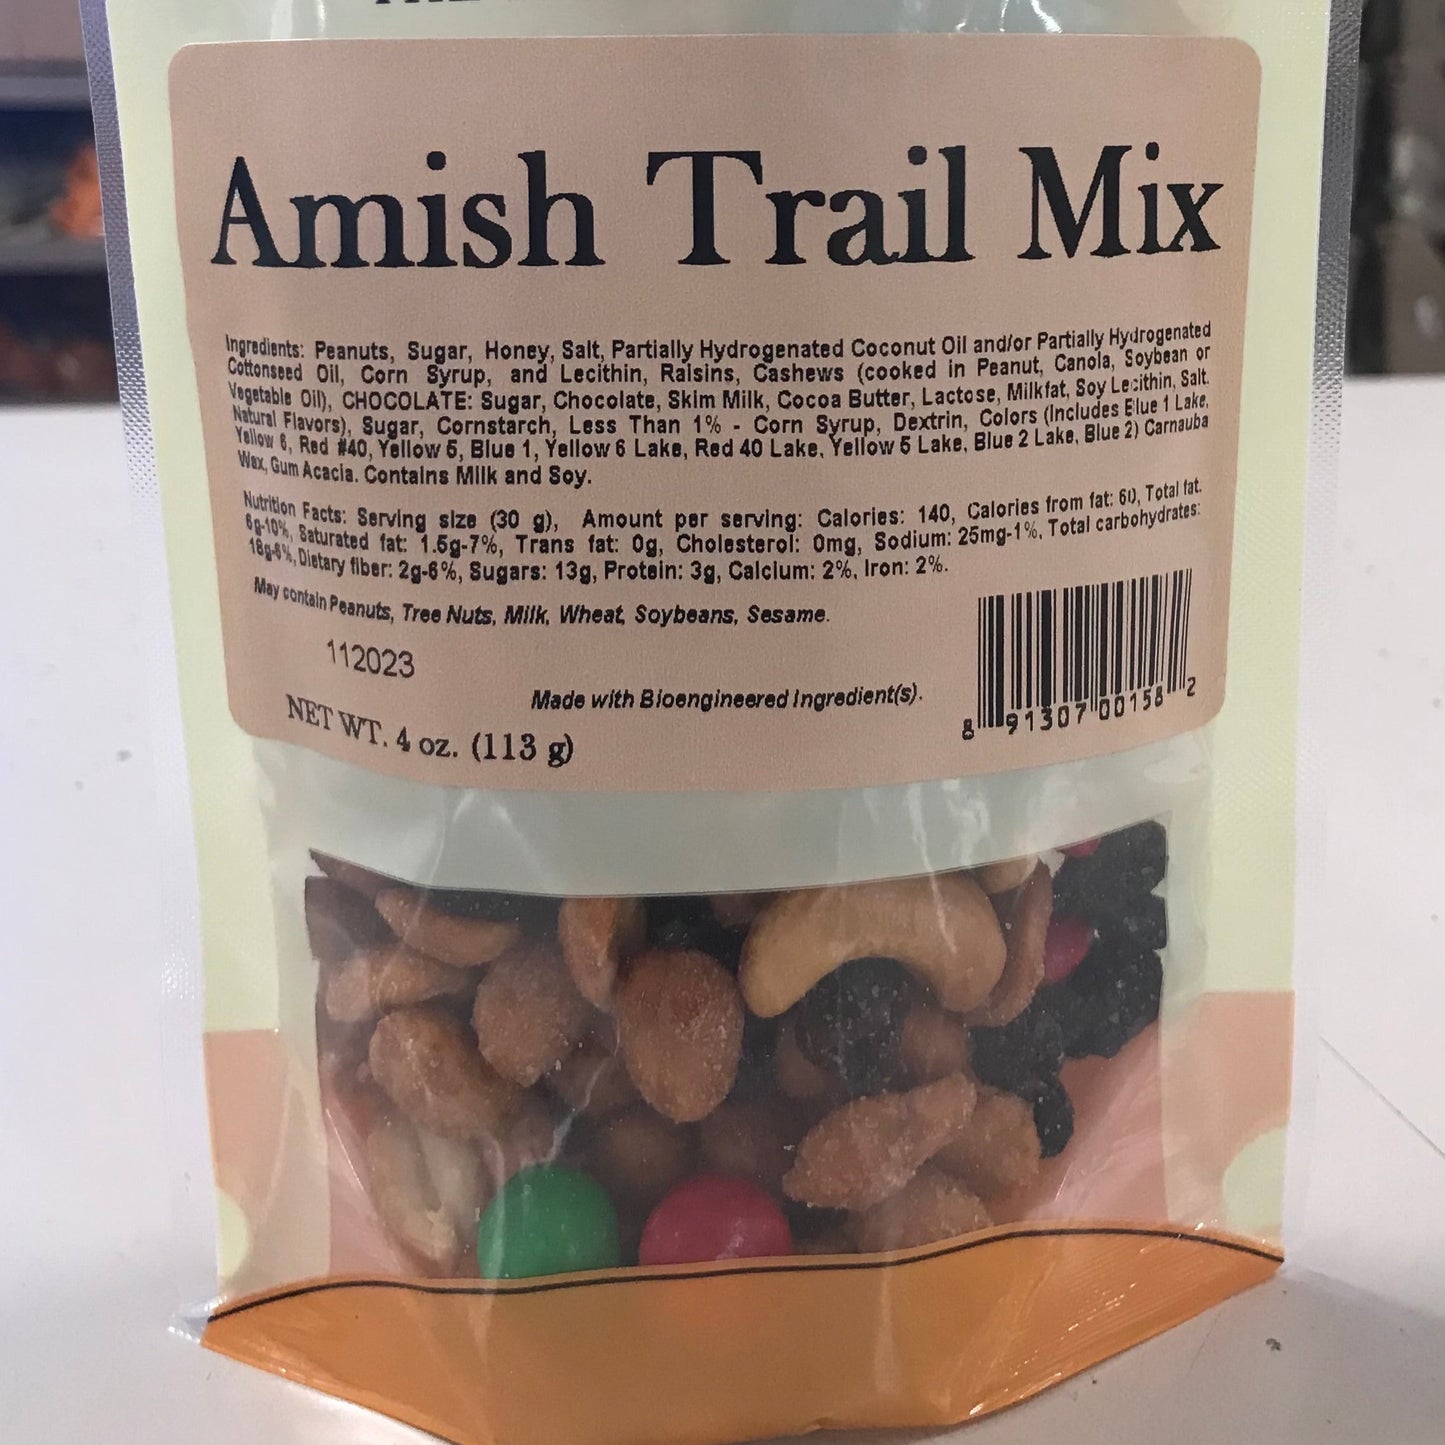 Amish Trail Mix
Ingredients: Peanuts, Sugar, Honey, Salt, Partially Hydrogenated Coconut Oil and/or Partially Hydrogenated
Cottonseed Oil, Corn Syrup, and Lecithin, Raisins, Cashews (cooked in Peanut, Canola, Soybean or
Vegetable Oil), CHOCOLATE: Sugar, Chocolate, Skim Milk, Cocoa Butter, Lactose, Milkfat, Soy Lecithin, Salt.
Natural Flavors), Sugar, Cornstarch, Less Than 1% - Corn Syrup, Dextrin, Colors (Includes Blue 1 Lake,
Yellow 6, Red #40, Yellow 5, Blue 1, Yellow 6 Lake, Red 40 Lake, Yellow 5 Lake, Blue 2 Lake, Blue 2) Carnauba
Wax, Gum Acacia. Contains Milk and Soy.
Nutrition Facts: Serving size (30 g), Amount per serving: Calories: 140, Calories from fat: 60, Total fat.
6g-10%, Saturated fat: 1.5g-7%, Trans fat: 0g, Cholesterol: 0mg, Sodium: 25mg-1%, Total carbohydrates:
18g-6%, Dietary fiber: 2g-6%, Sugars: 13g, Protein: 3g, Calcium: 2%, Iron: 2%.
May contain Peanuts, Tree Nuts, Milk, Wheat, Soybeans, Sesame.
112023
Made with Bioengineered Ingredient(s).
NET WT. 4 oz. (113 g)
8 91307 00158 2